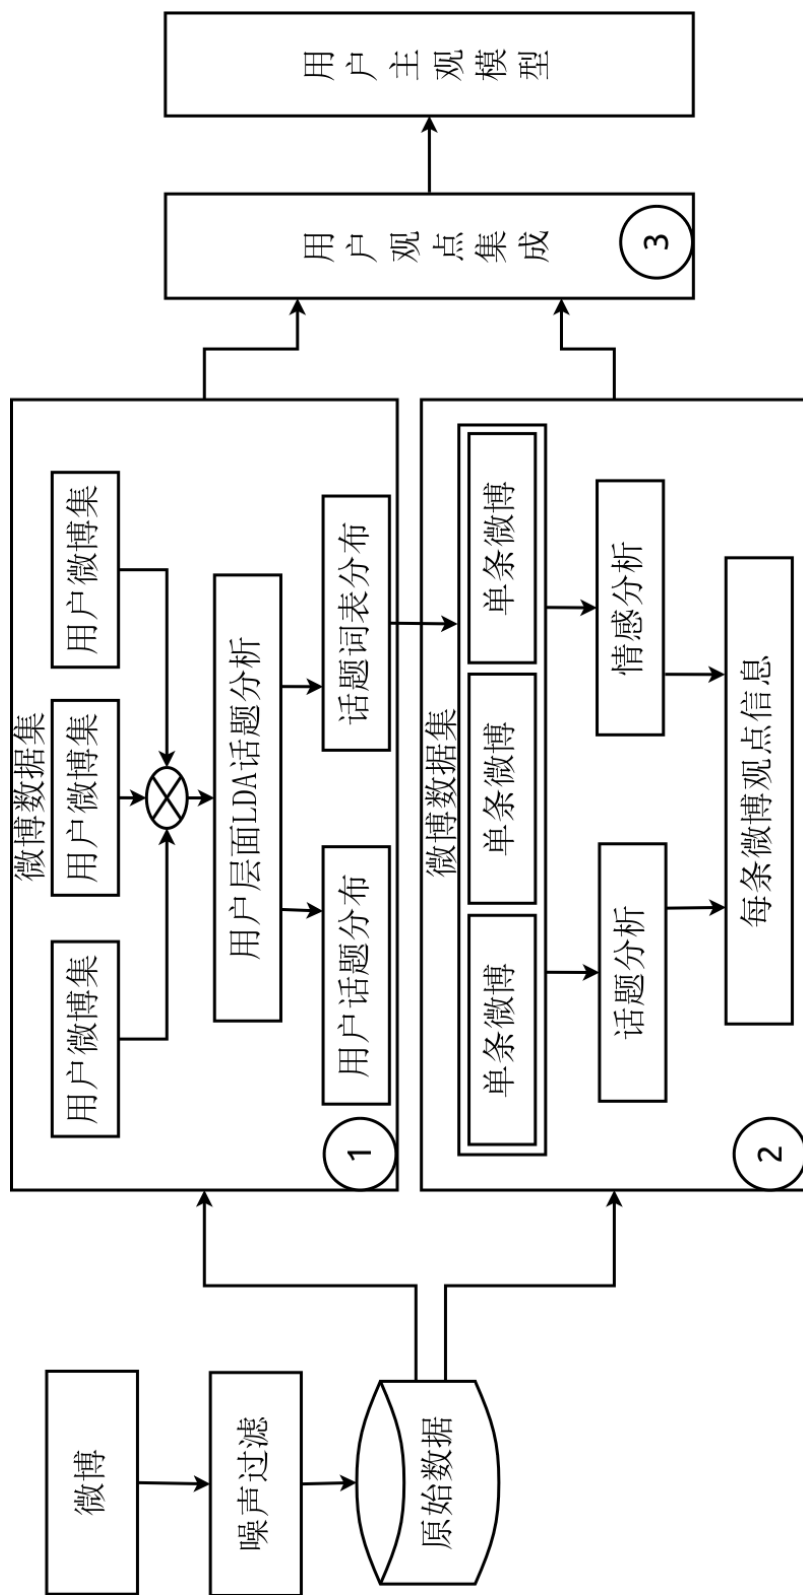 微博
噪声过滤
原始数据
微博数据集
用户微博集
用户微博集
用户微博集
用户层面LDA话题分析
用户话题分布
话题词表分布
1
微博数据集
单条微博
单条微博
单条微博
话题分析
情感分析
每条微博观点信息
2
用户观点集成
3
用户主观模型